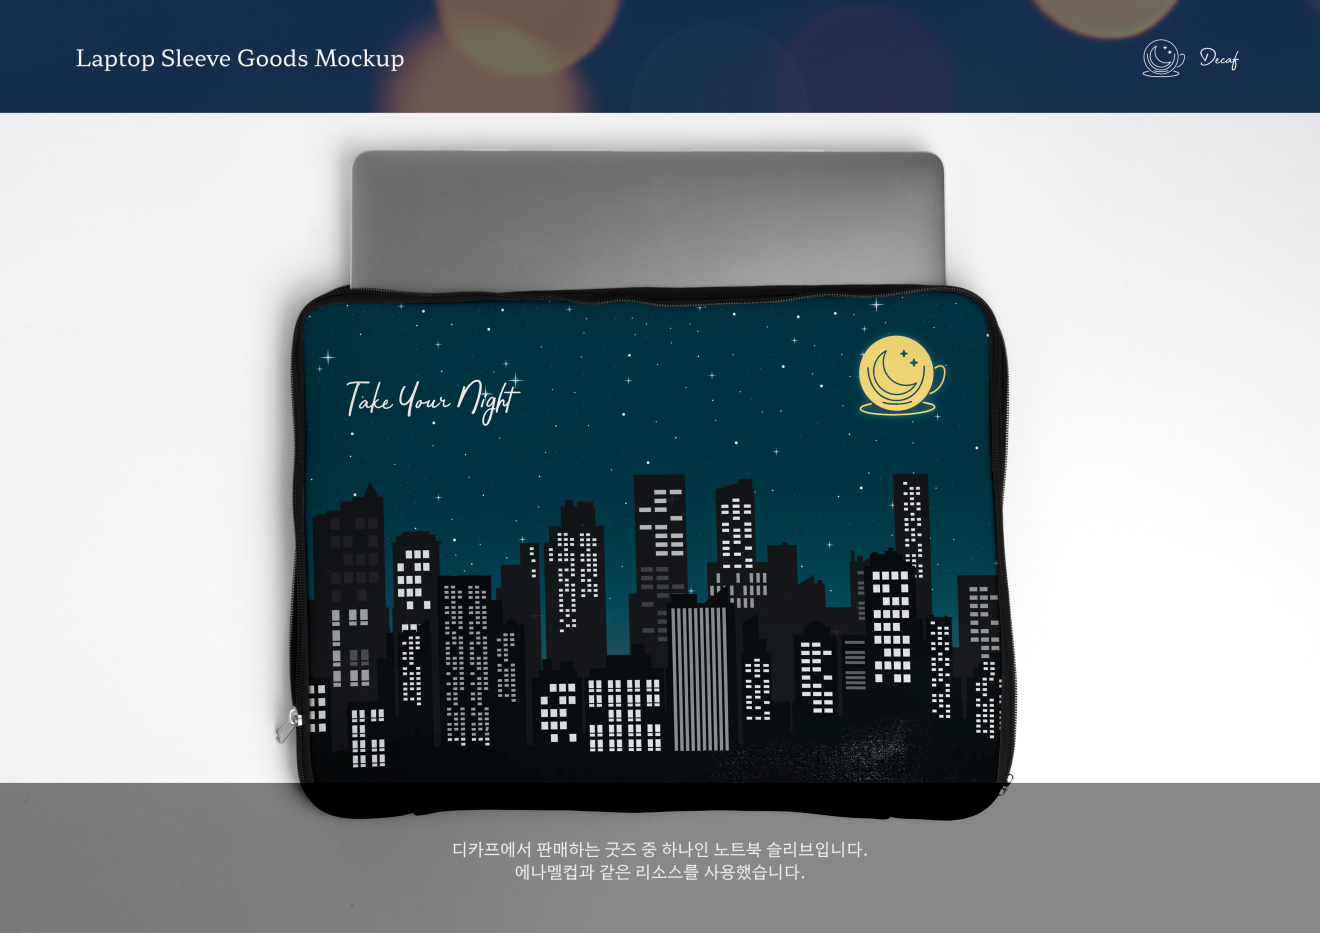 Laptop Sleeve Goods Mockup
Decaf
Take Your Night
디카프에서 판매하는 굿즈 중 하나인 노트북 슬리브입니다.
에나멜컵과 같은 리소스를 사용했습니다.